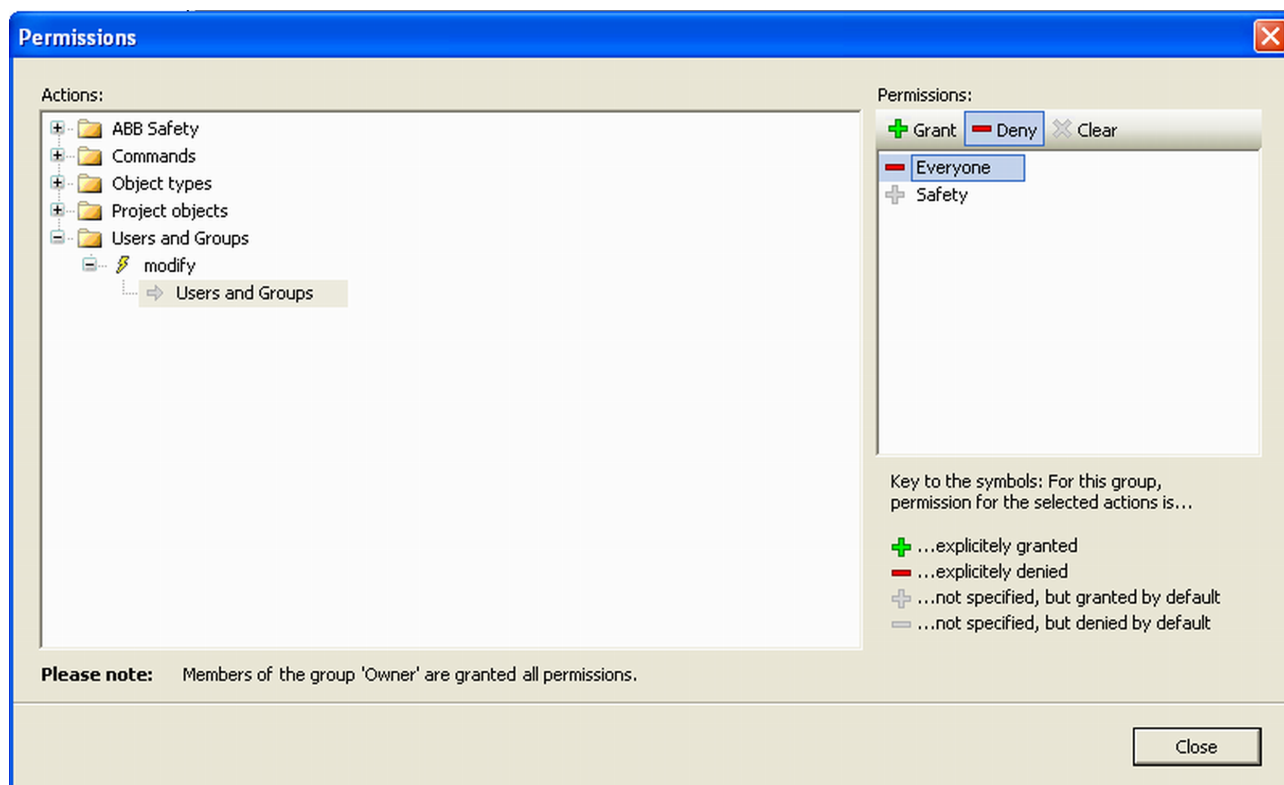 Permissions
Actions:
ABB Safety
Commands
Object types
Project objects
Users and Groups
modify
Users and Groups
Permissions:
Grant Deny Clear
Everyone
Safety
Key to the symbols: For this group,
permission for the selected actions is...
...explicitely granted
...explicitely denied
...not specified, but granted by default
...not specified, but denied by default
Please note: Members of the group 'Owner' are granted all permissions.
Close